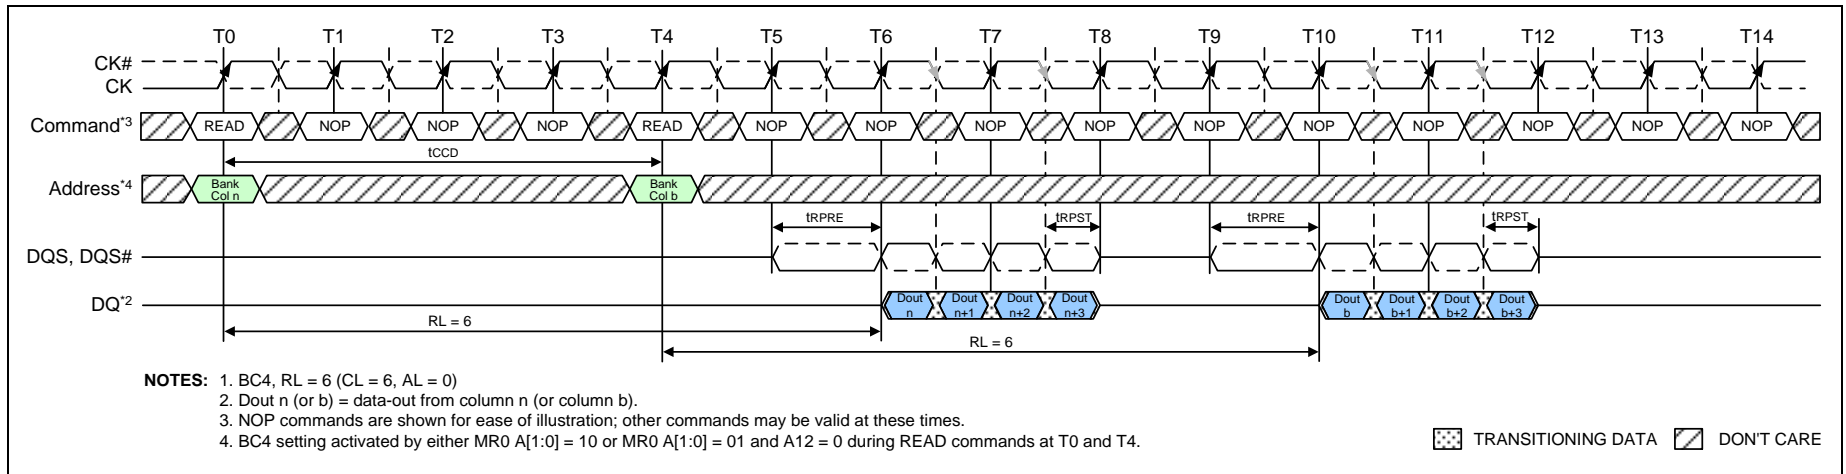 T0 T1 T2 T3 T4 T5 T6 T7 T8 T9 T10 T11 T12 T13 T14
CK#
CK
Command*3 READ NOP NOP NOP READ NOP NOP NOP NOP NOP NOP NOP NOP NOP NOP
tCCD
Address*4 Bank Col n Bank Col b
tRPRE tRPST tRPRE tRPST
DQS, DQS#
DQ*2 Dout n Dout n+1 Dout n+2 Dout n+3 Dout b Dout b+1 Dout b+2 Dout b+3
RL = 6
RL = 6
NOTES: 1. BC4, RL = 6 (CL = 6, AL = 0)
2. Dout n (or b) = data-out from column n (or column b).
3. NOP commands are shown for ease of illustration; other commands may be valid at these times.
4. BC4 setting activated by either MR0 A[1:0] = 10 or MR0 A[1:0] = 01 and A12 = 0 during READ commands at T0 and T4.
TRANSITIONING DATA DON'T CARE